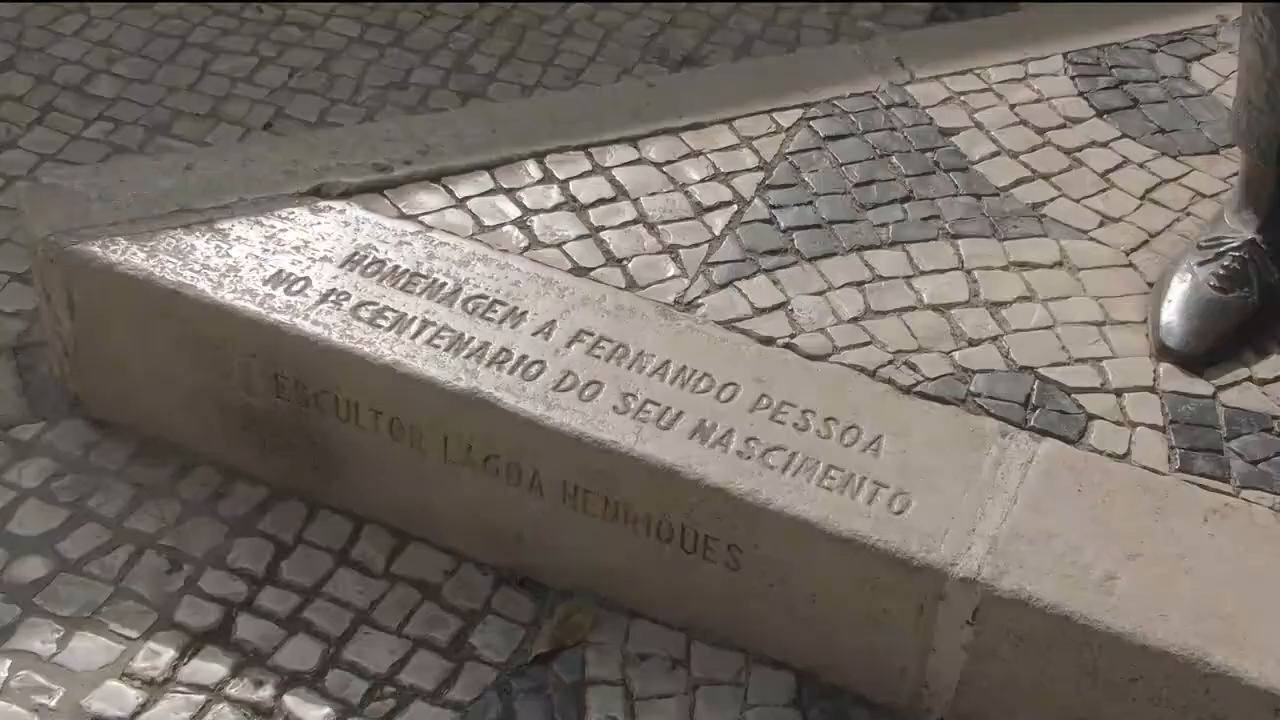 HOMENAGEM A FERNANDO PESSOA
NO 1º CENTENARIO DO SEU NASCIMENTO
ESCULTOR LAGOA HENRIQUES